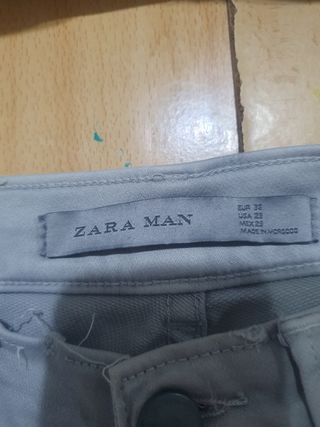 ZARA MAN
EUR 38
USA 29
MEX 29
MADE IN MOROCCO